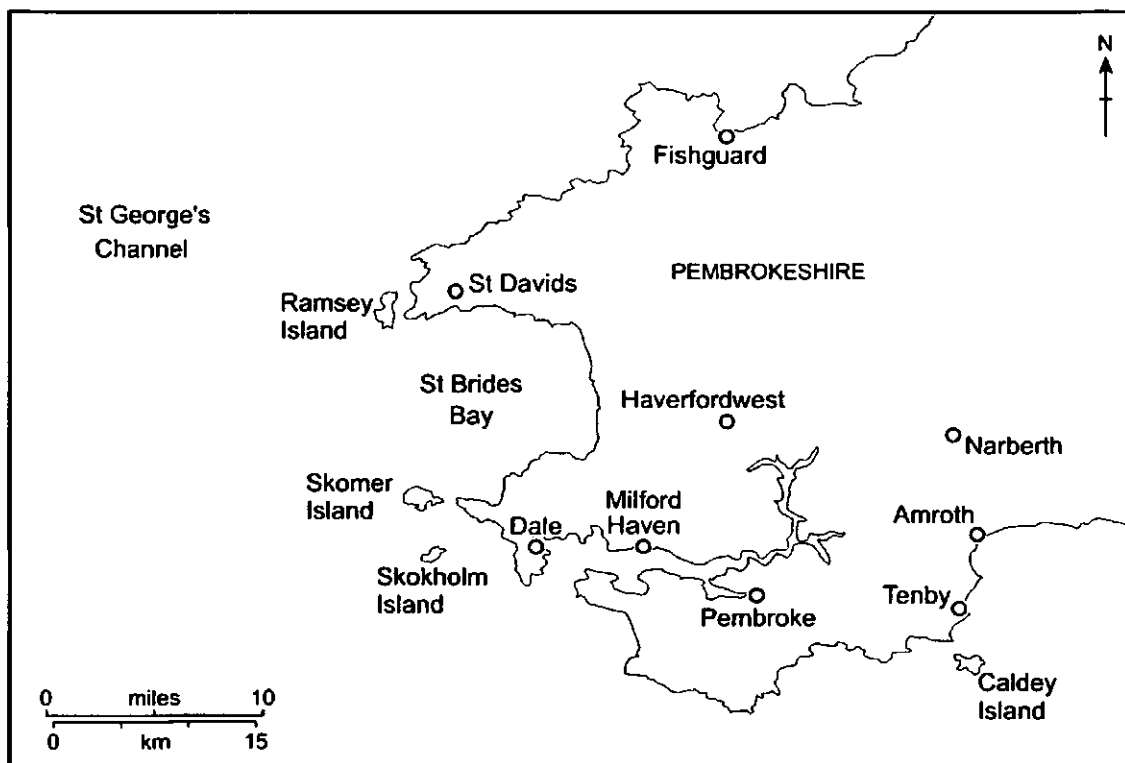 N
Fishguard
St George's
Channel
PEMBROKESHIRE
St Davids
Ramsey
Island
St Brides
Bay
Haverfordwest
Narberth
Skomer
Island
Milford
Haven
Dale
Amroth
Skokholm
Island
Tenby
Pembroke
Caldey
Island
0 miles 10
0 km 15